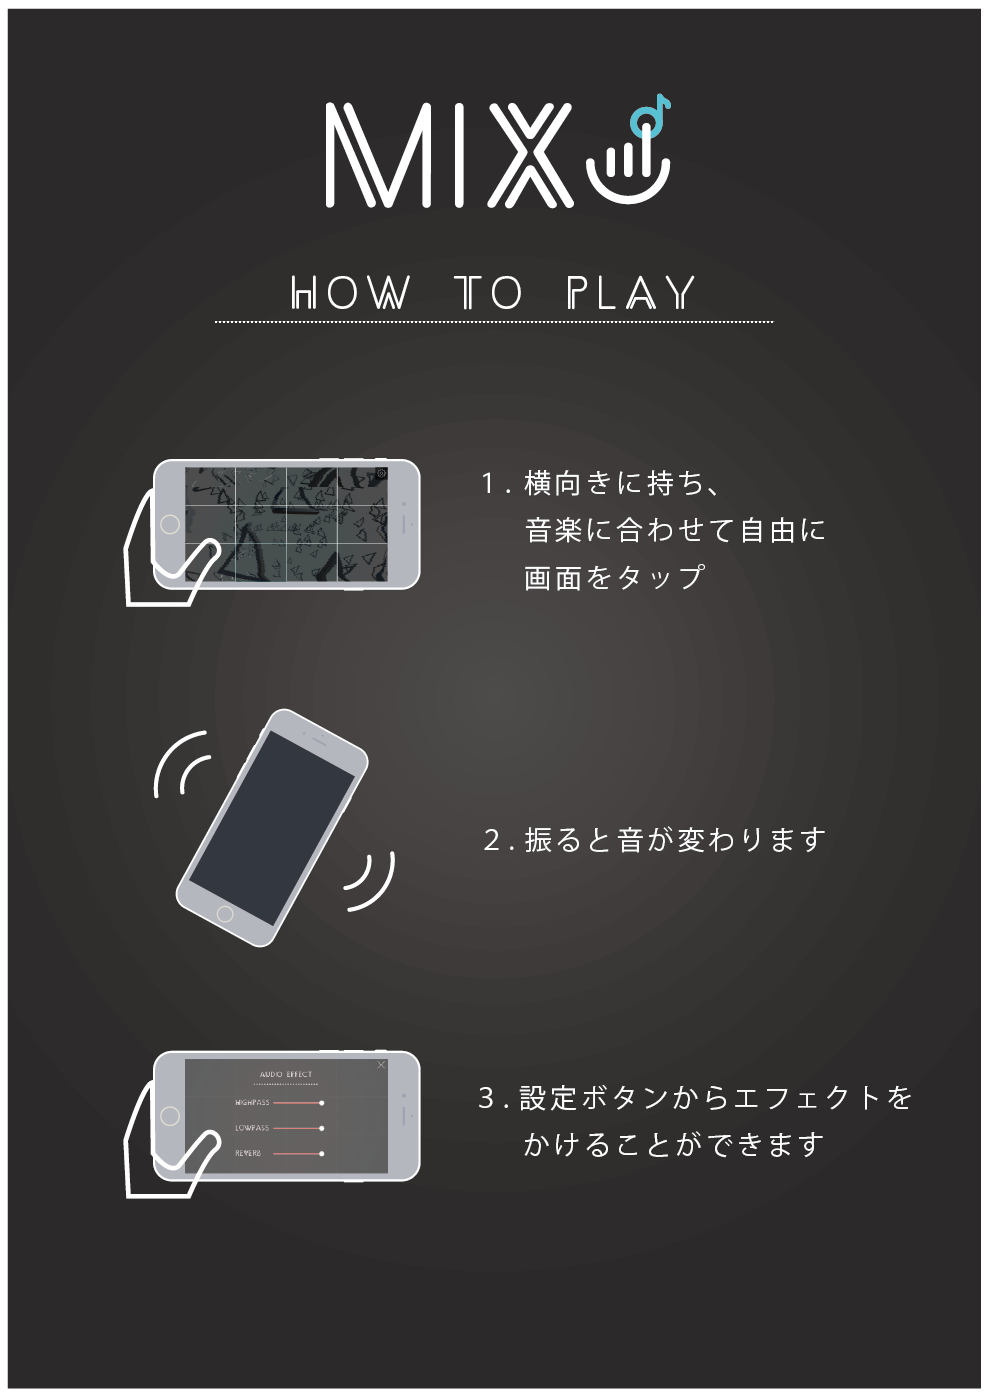 MIX
HOW TO PLAY
1. 横向きに持ち、
音楽に合わせて自由に
画面をタップ
2. 振ると音が変わります
AUDIO EFFECT
HIGHPASS
LOWPASS
REVERB
3. 設定ボタンからエフェクトを
かけることができます